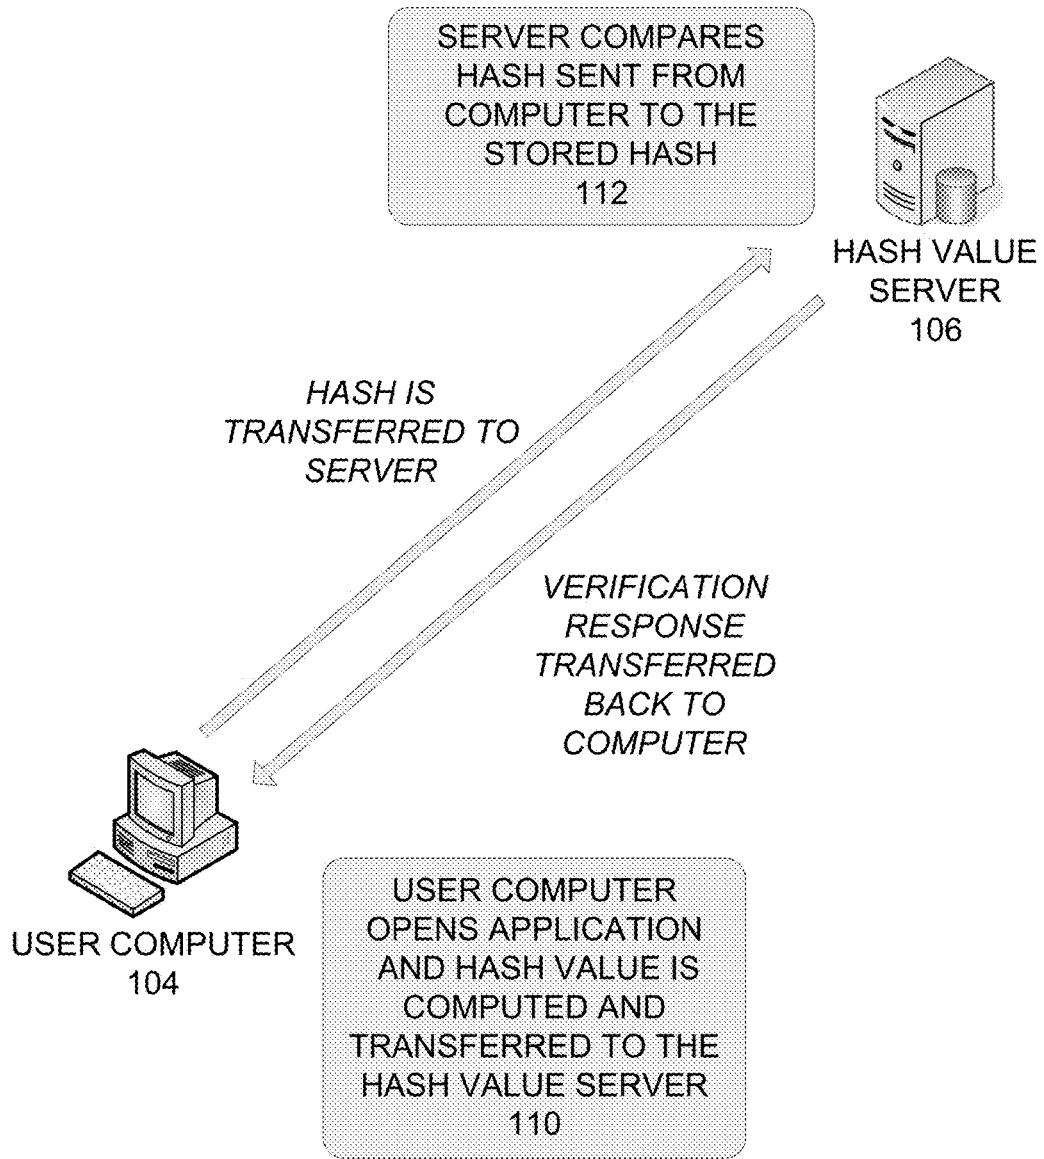 SERVER COMPARES
HASH SENT FROM
COMPUTER TO THE
STORED HASH
112
HASH VALUE
SERVER
106
HASH IS
TRANSFERRED TO
SERVER
VERIFICATION
RESPONSE
TRANSFERRED
BACK TO
COMPUTER
USER COMPUTER
104
USER COMPUTER
OPENS APPLICATION
AND HASH VALUE IS
COMPUTED AND
TRANSFERRED TO THE
HASH VALUE SERVER
110